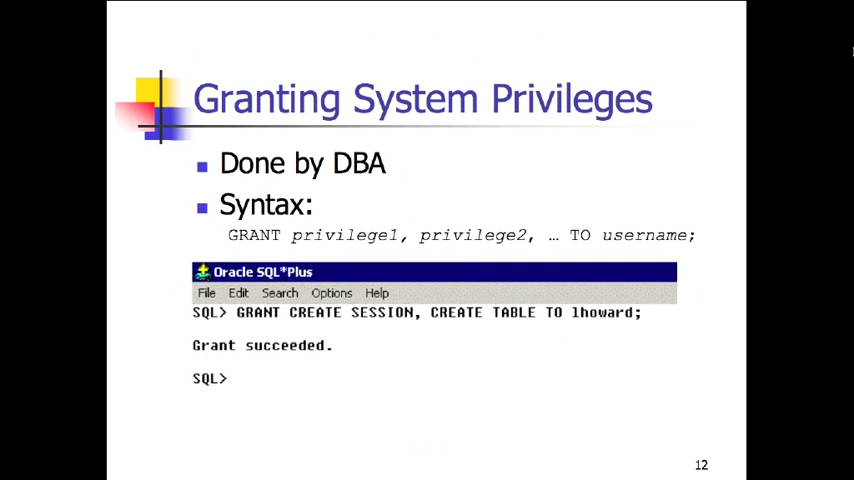 Granting System Privileges
Done by DBA
Syntax:
GRANT privilege1, privilege2, … TO username;
Oracle SQL*Plus
File Edit Search Options Help
SQL> GRANT CREATE SESSION, CREATE TABLE TO lhoward;
Grant succeeded.
SQL>
12